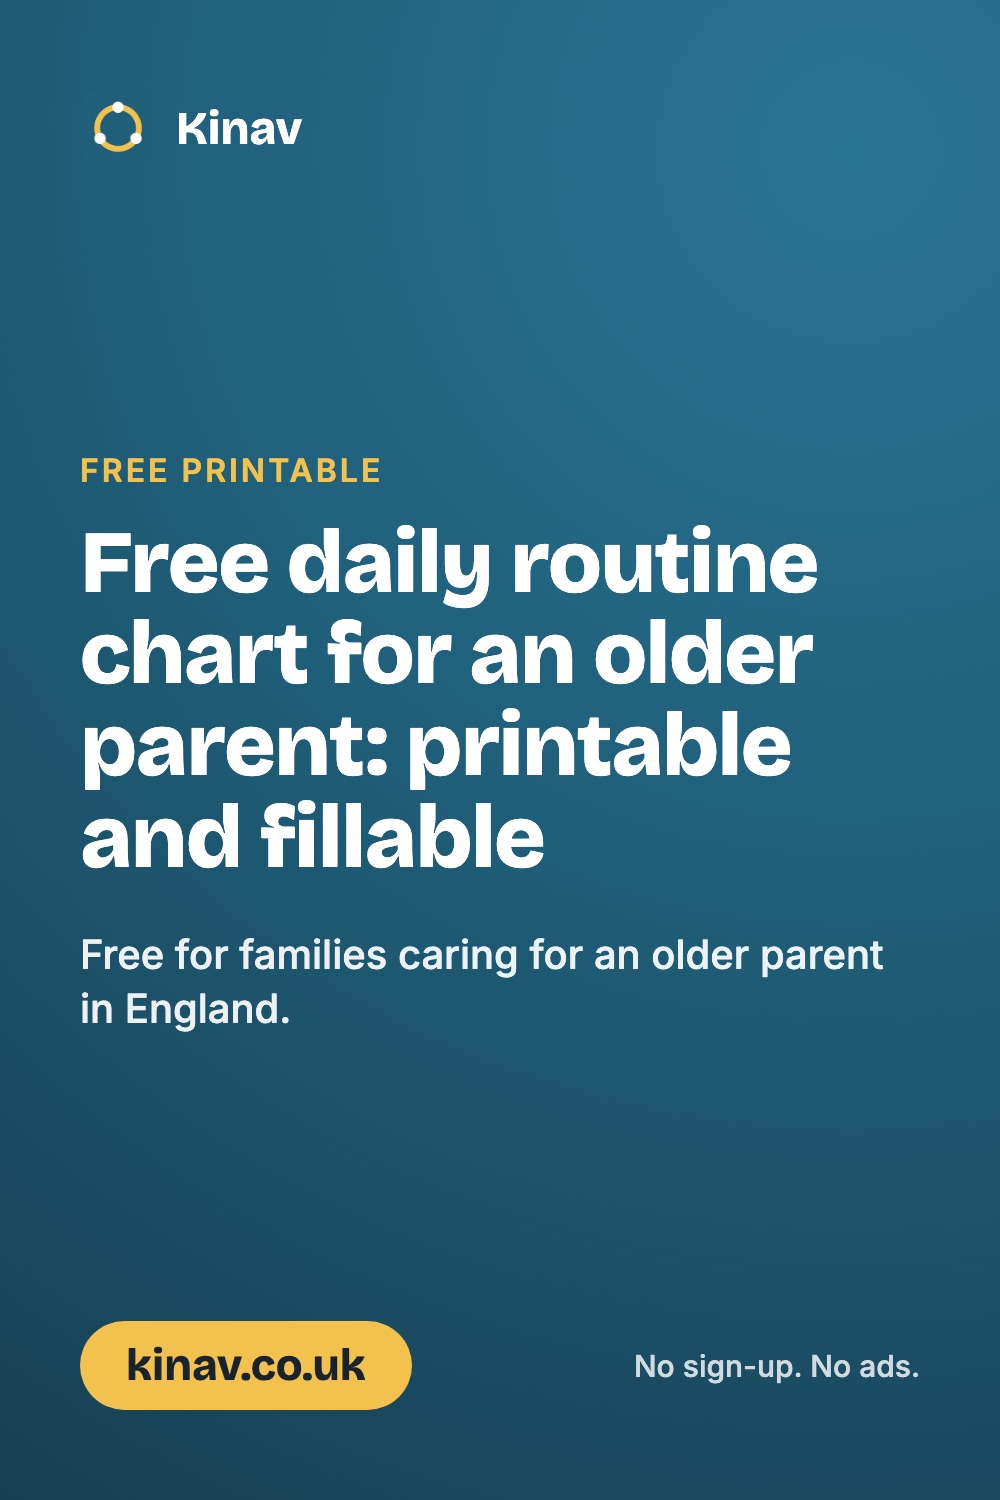 Kinav
FREE PRINTABLE
Free daily routine
chart for an older
parent: printable
and fillable
Free for families caring for an older parent
in England.
kinav.co.uk
No sign-up. No ads.